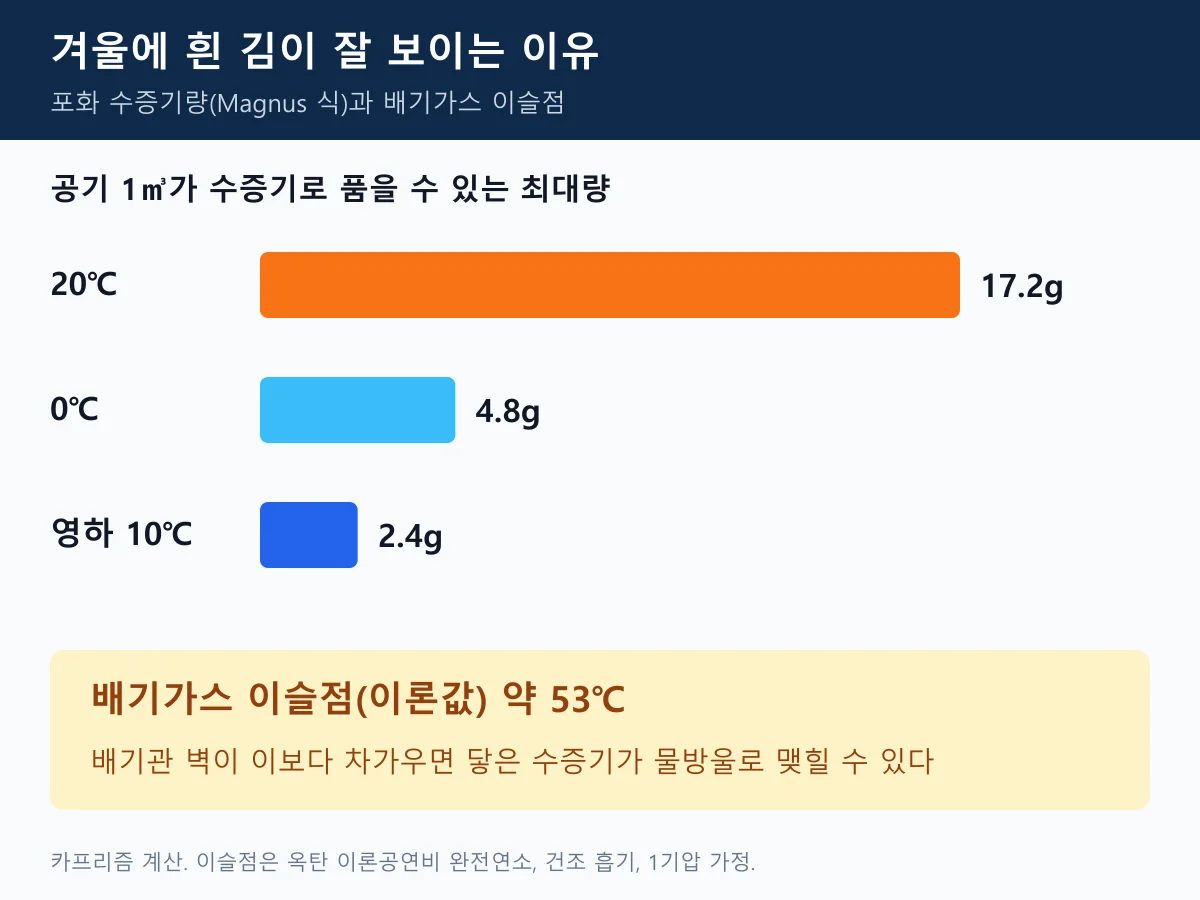 겨울에 흰 김이 잘 보이는 이유
포화 수증기량(Magnus 식)과 배기가스 이슬점
공기 1㎥가 수증기로 품을 수 있는 최대량
20℃ 17.2g
0℃ 4.8g
영하 10℃ 2.4g
배기가스 이슬점(이론값) 약 53℃
배기관 벽이 이보다 차가우면 닿은 수증기가 물방울로 맺힐 수 있다
카프리즘 계산. 이슬점은 옥탄 이론공연비 완전연소, 건조 흡기, 1기압 가정.